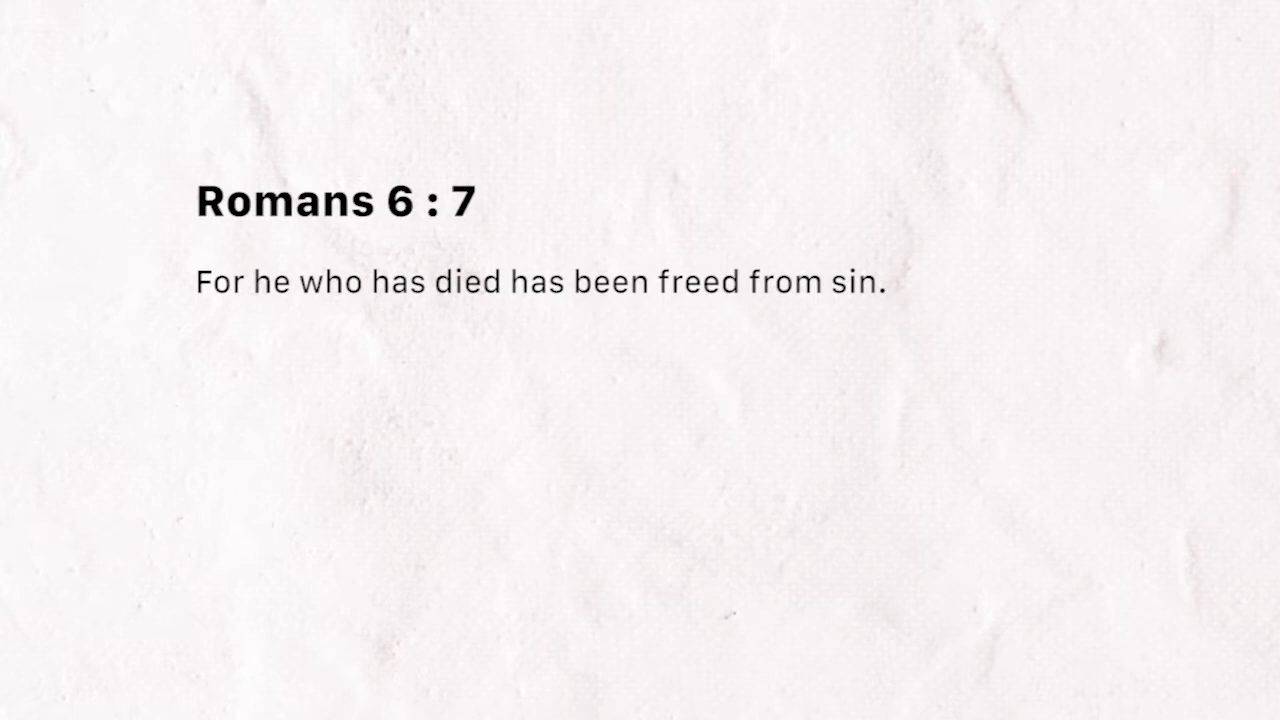 Romans 6 : 7
For he who has died has been freed from sin.